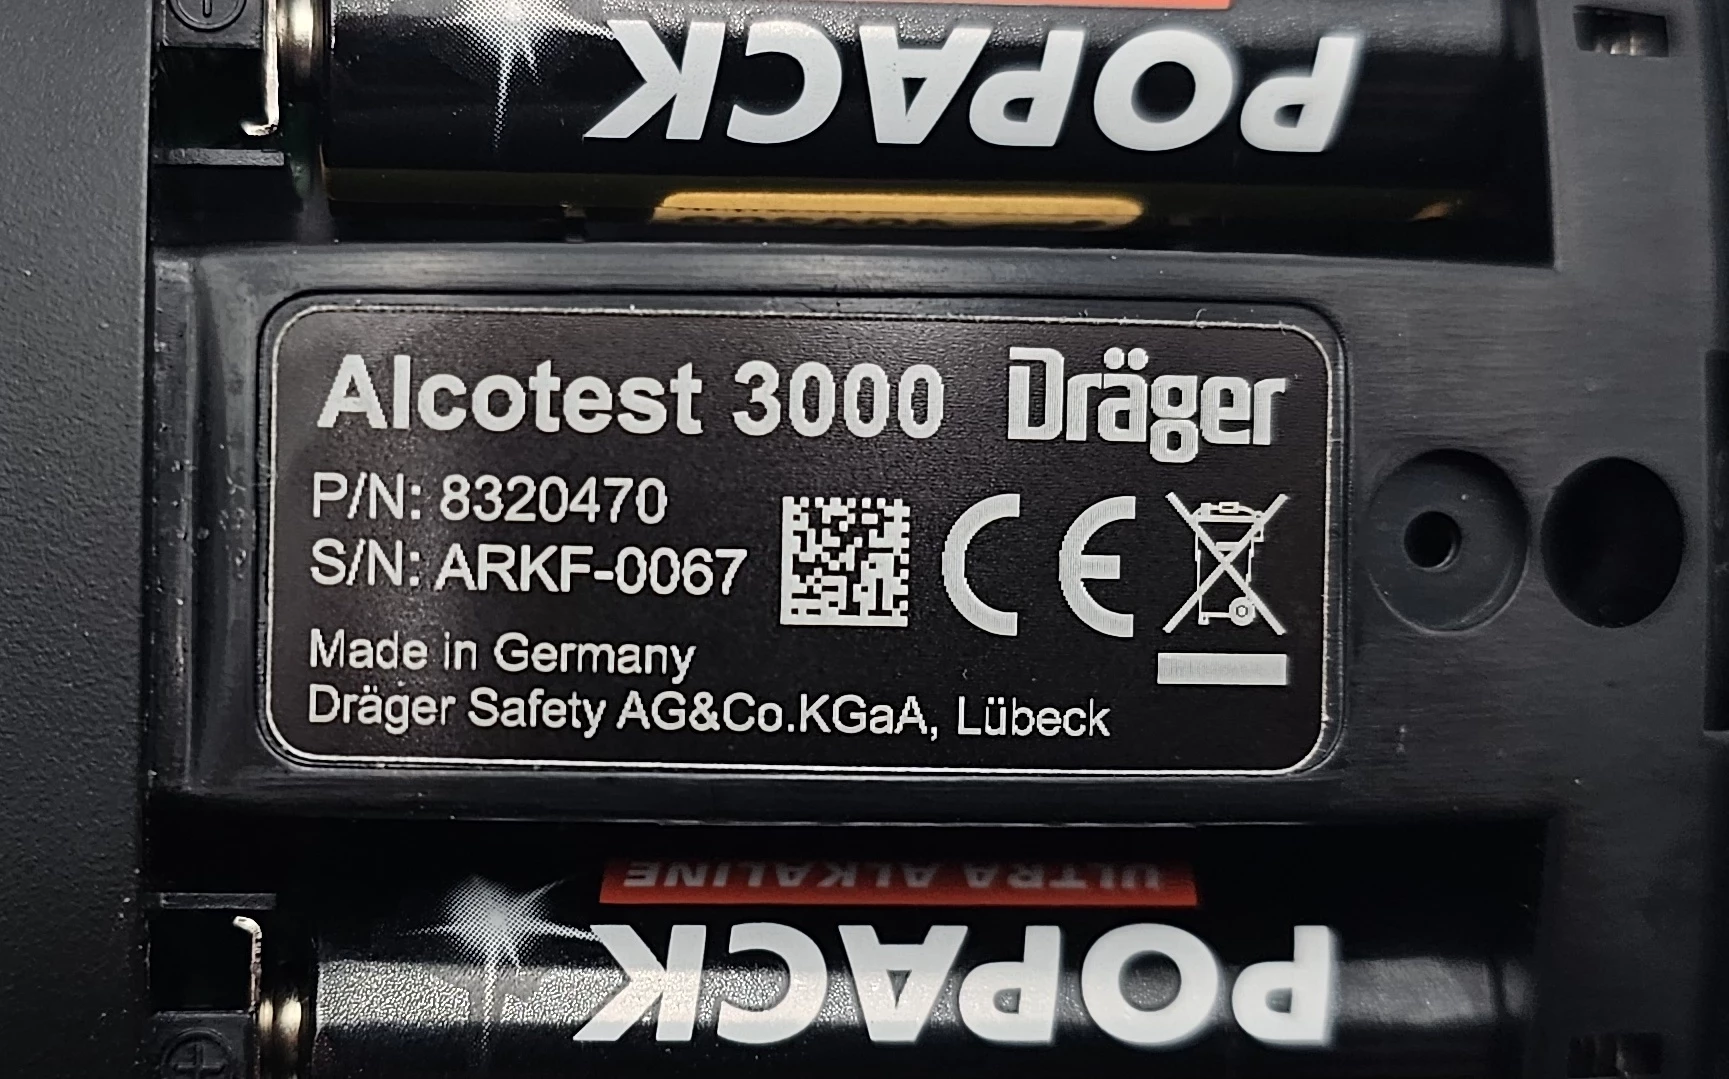 POPACK
Alcotest 3000 Dräger
P/N: 8320470
S/N: ARKF-0067
CE
Made in Germany
Dräger Safety AG&Co.KGaA, Lübeck
ULTRA ALKALINE
POPACK